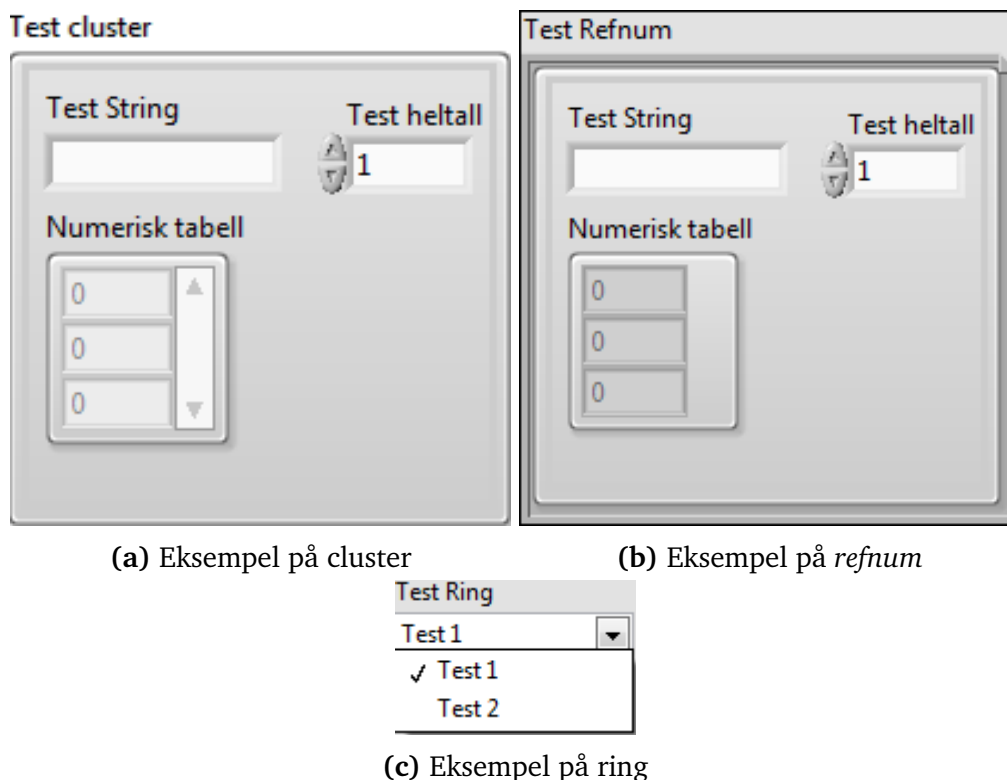 Test cluster
Test String
Test heltall
1
Numerisk tabell
0
0
0
(a) Eksempel på cluster
Test Refnum
Test String
Test heltall
1
Numerisk tabell
0
0
0
(b) Eksempel på refnum
Test Ring
Test 1
✓ Test 1
Test 2
(c) Eksempel på ring